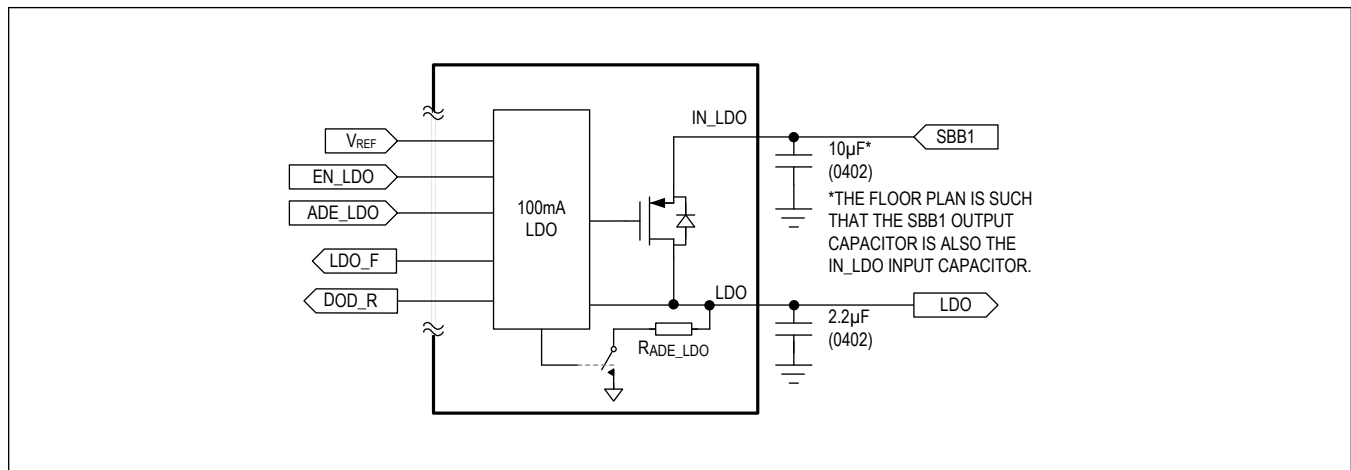 VREF
EN_LDO
ADE_LDO
LDO_F
DOD_R
100mA
LDO
IN_LDO
SBB1
10µF*
(0402)
*THE FLOOR PLAN IS SUCH
THAT THE SBB1 OUTPUT
CAPACITOR IS ALSO THE
IN_LDO INPUT CAPACITOR.
LDO
LDO
2.2µF
(0402)
RADE_LDO